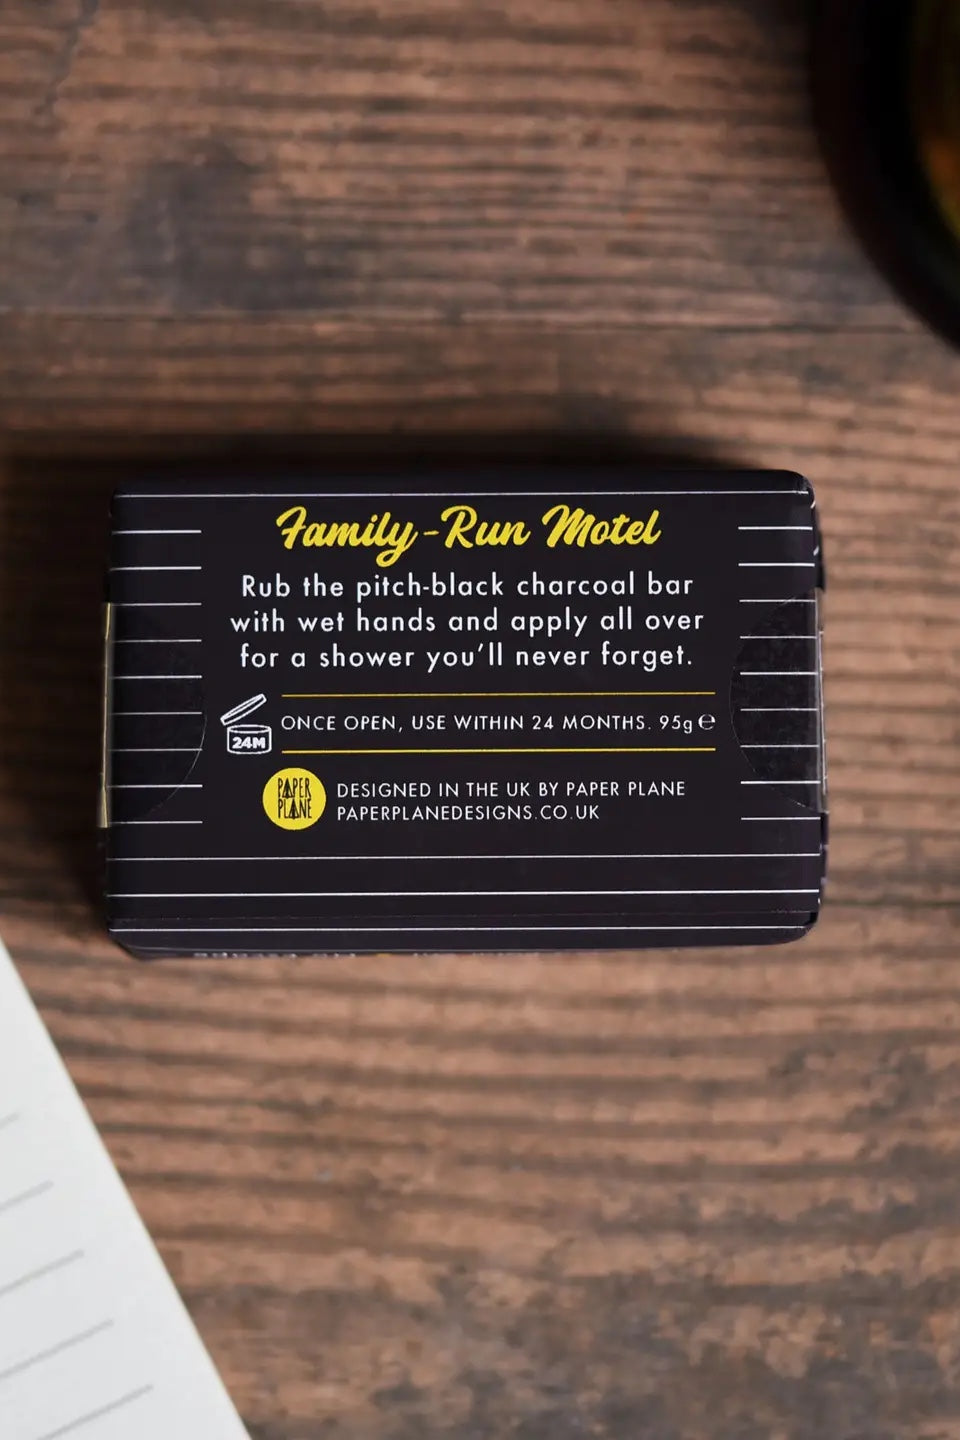 Family-Run Motel
Rub the pitch-black charcoal bar
with wet hands and apply all over
for a shower you'll never forget.
24M
ONCE OPEN, USE WITHIN 24 MONTHS. 95g ℮
PAPER
PLANE
DESIGNED IN THE UK BY PAPER PLANE
PAPERPLANEDESIGNS.CO.UK